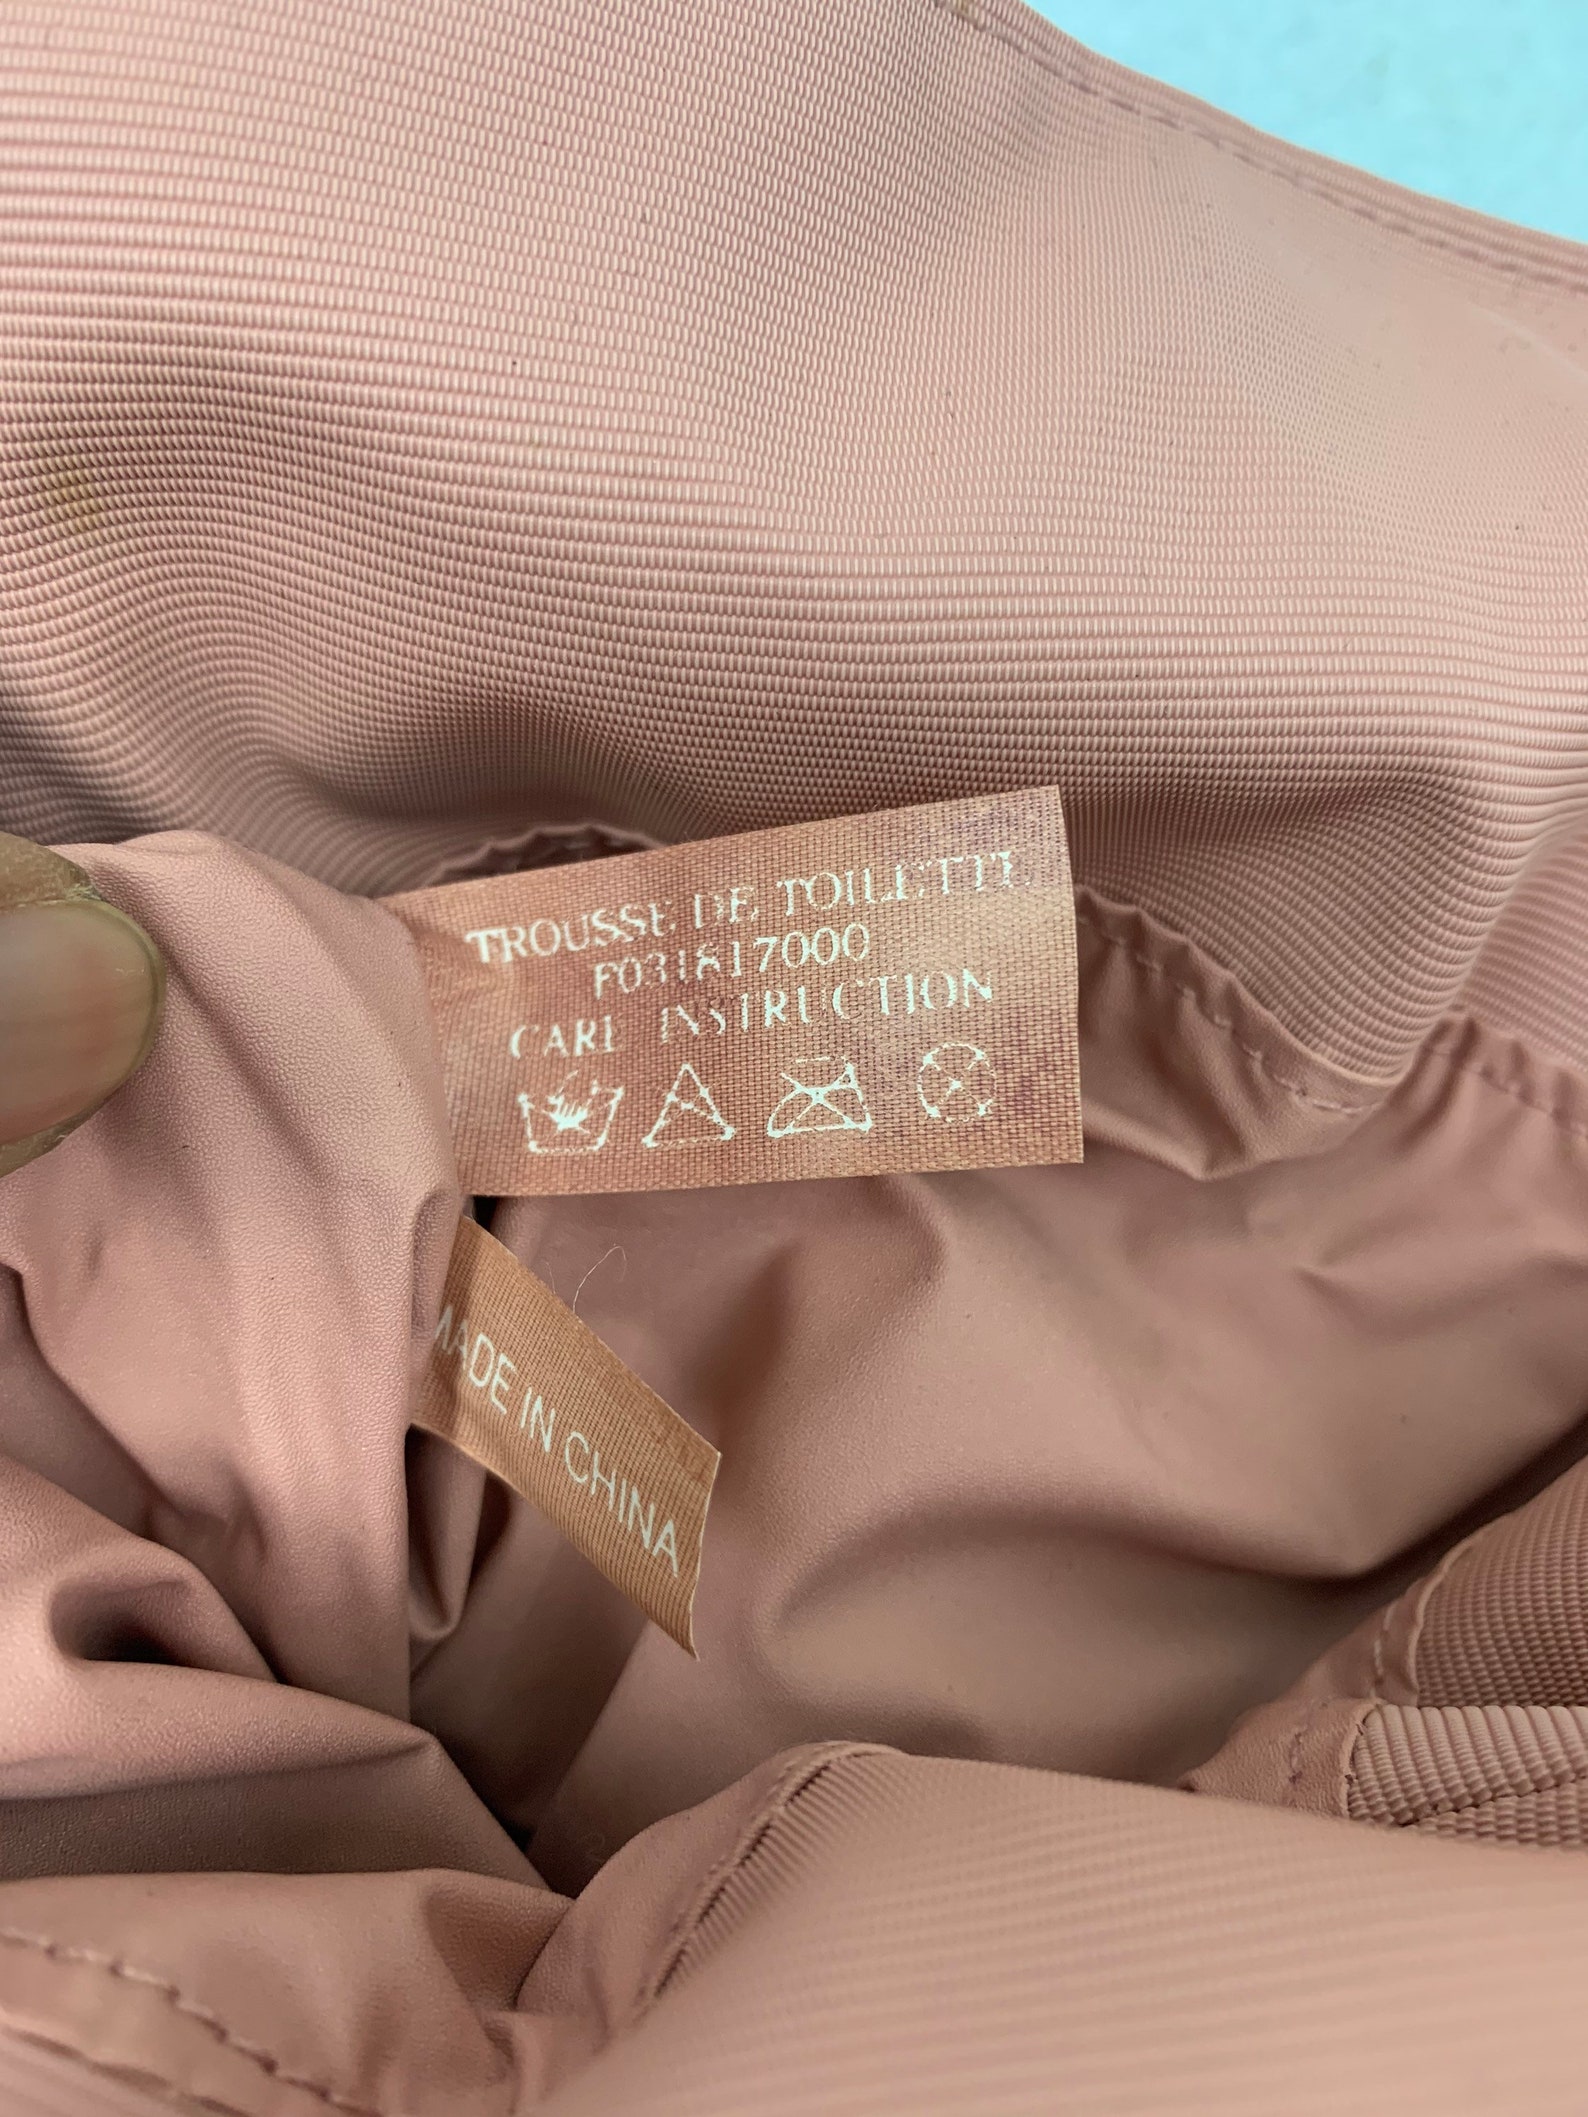 TROUSSE DE TOILETTE
F031817000
CARE INSTRUCTION
MADE IN CHINA